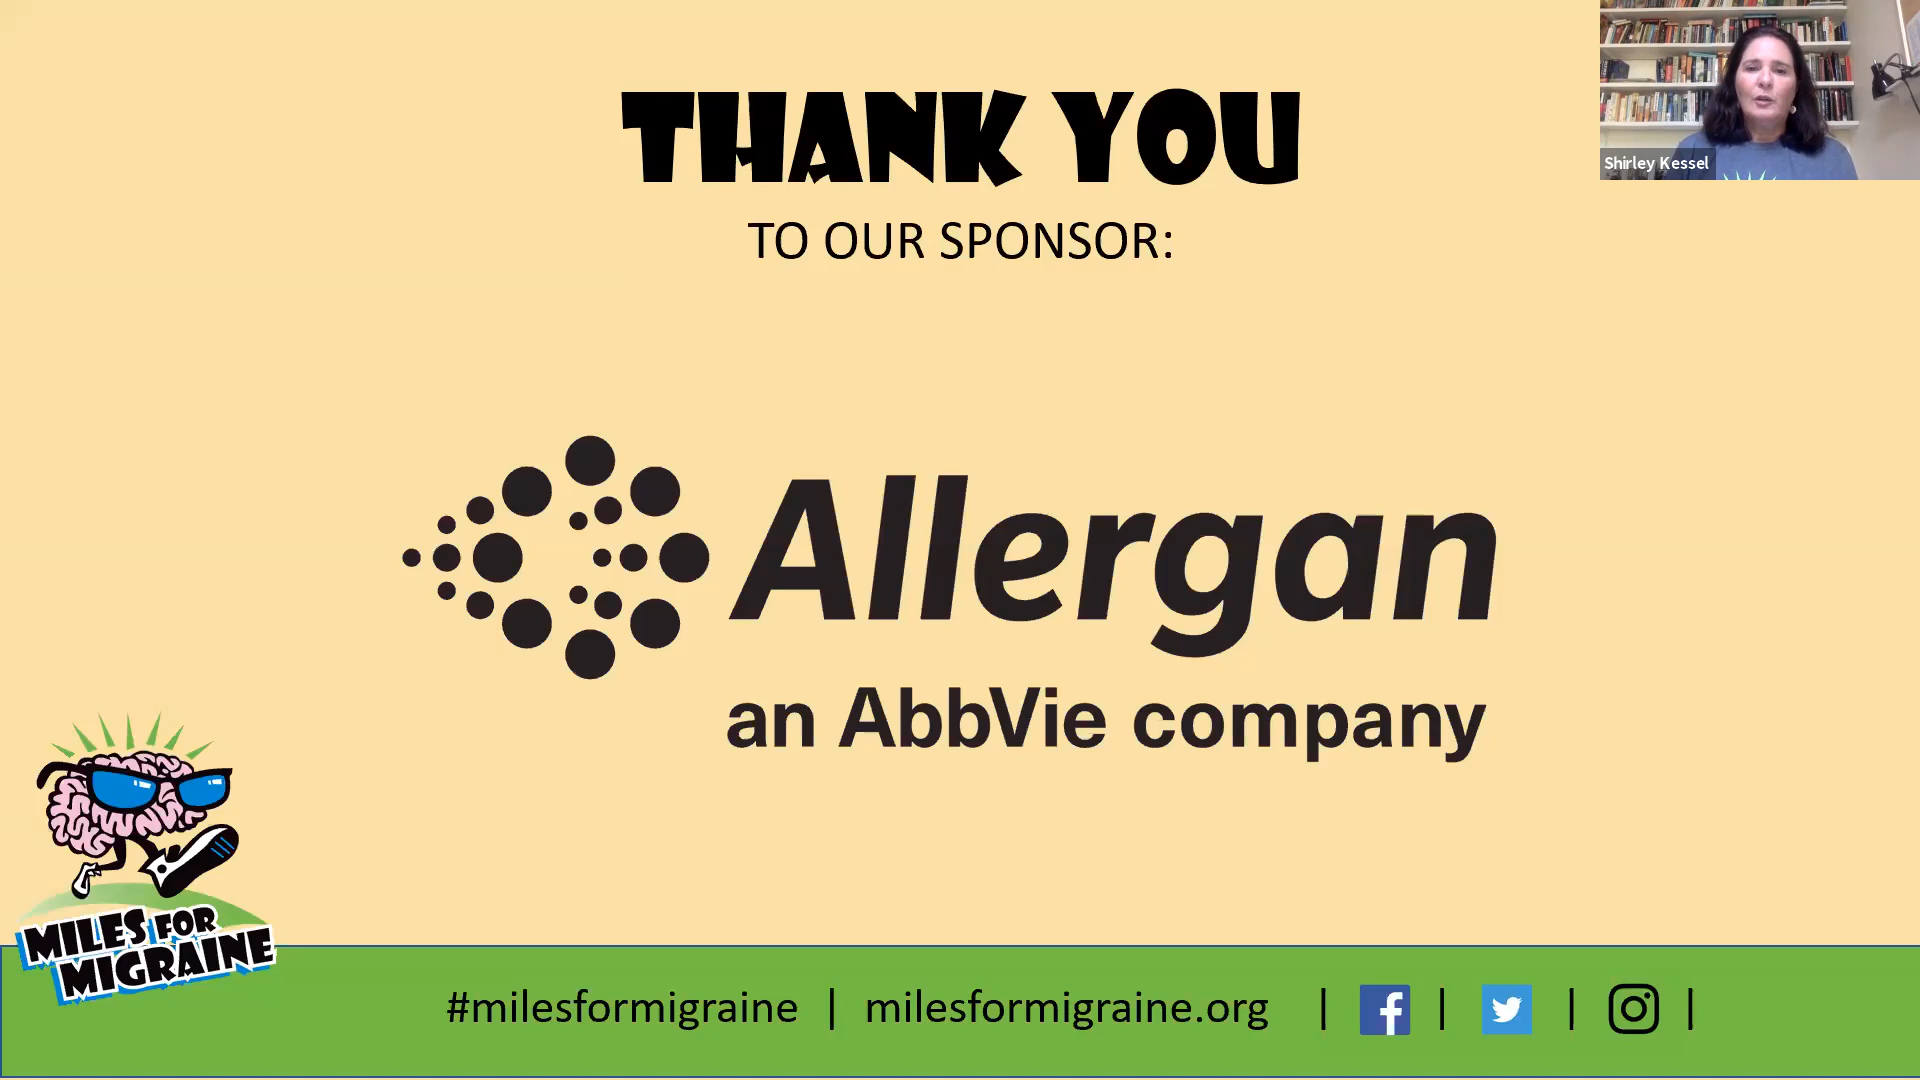 THANK YOU
TO OUR SPONSOR:
Shirley Kessel
Allergan
an AbbVie company
MILES FOR
MIGRAINE
#milesformigraine | milesformigraine.org | | | |